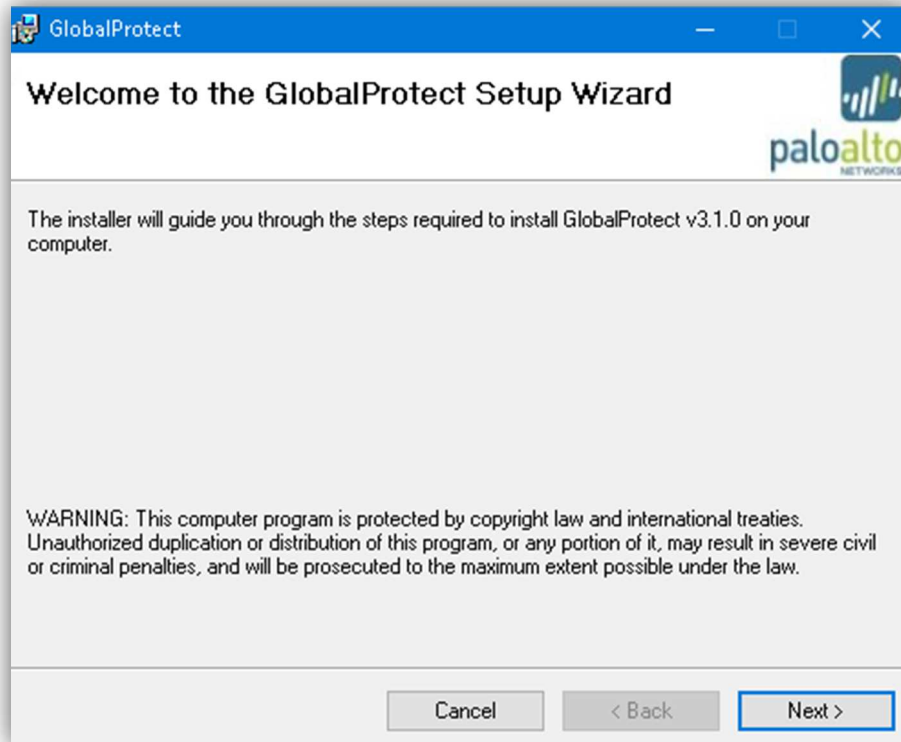 GlobalProtect
Welcome to the GlobalProtect Setup Wizard
paloalto
NETWORKS
The installer will guide you through the steps required to install GlobalProtect v3.1.0 on your
computer.
WARNING: This computer program is protected by copyright law and international treaties.
Unauthorized duplication or distribution of this program, or any portion of it, may result in severe civil
or criminal penalties, and will be prosecuted to the maximum extent possible under the law.
Cancel
< Back
Next >